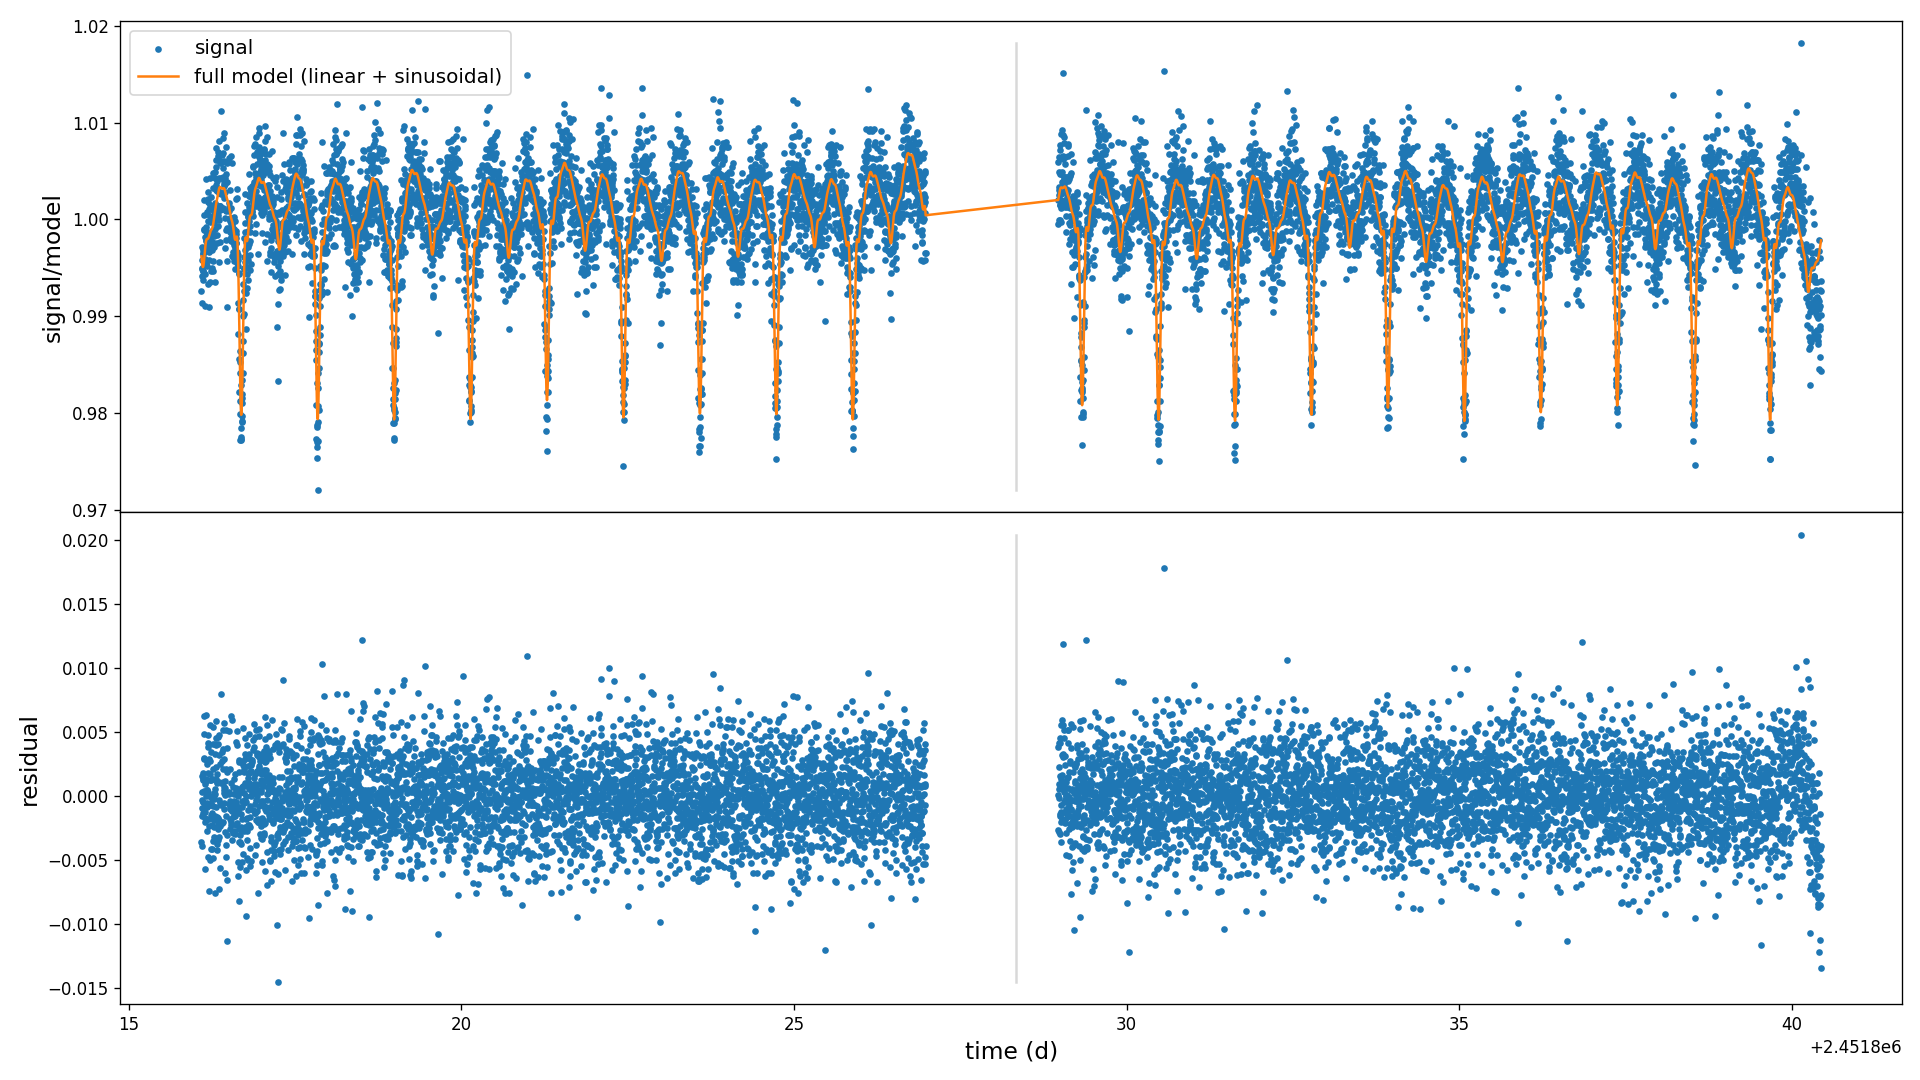 1.02
1.01
1.00
0.99
0.98
0.97
signal/model
signal
full model (linear + sinusoidal)
0.020
0.015
0.010
0.005
0.000
−0.005
−0.010
−0.015
residual
15 20 25 30 35 40
time (d)
+2.4518e6